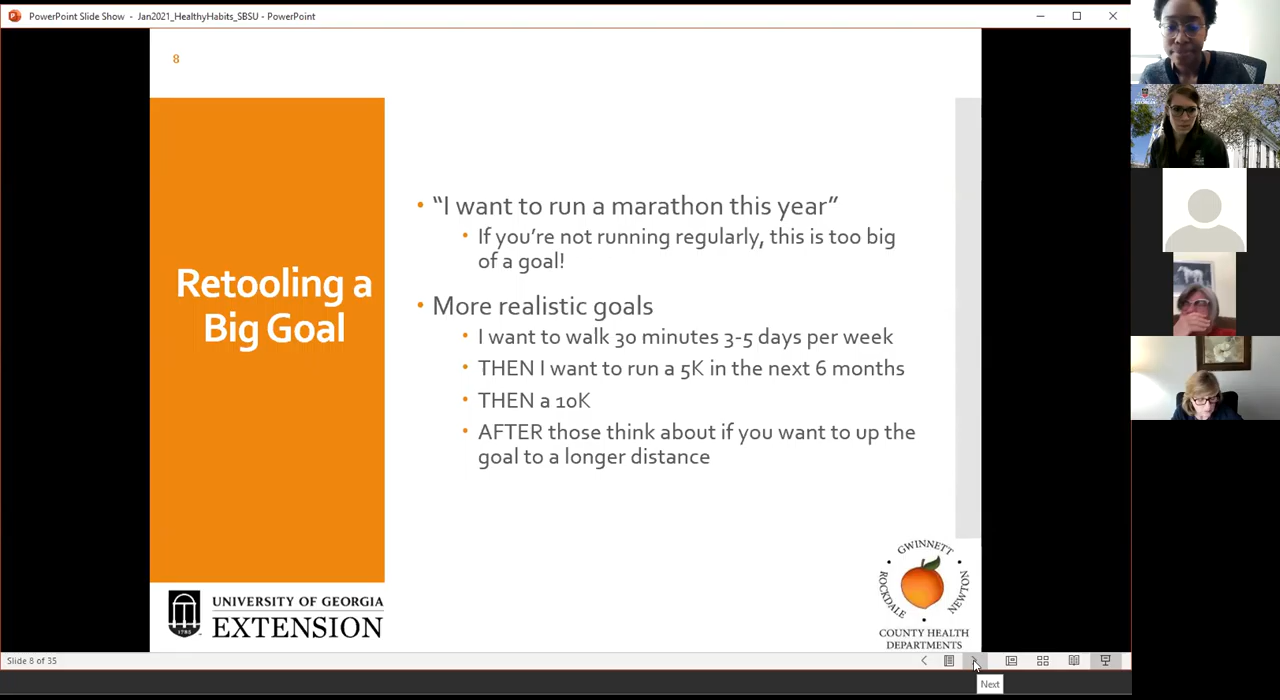 PowerPoint Slide Show - Jan2021_HealthyHabits_SBSU - PowerPoint
8
Retooling a
Big Goal
• “I want to run a marathon this year”
• If you’re not running regularly, this is too big
of a goal!
• More realistic goals
• I want to walk 30 minutes 3-5 days per week
• THEN I want to run a 5K in the next 6 months
• THEN a 10K
• AFTER those think about if you want to up the
goal to a longer distance
1785
UNIVERSITY OF GEORGIA
EXTENSION
GWINNETT
ROCKDALE
NEWTON
COUNTY HEALTH
DEPARTMENTS
Slide 8 of 35
Next